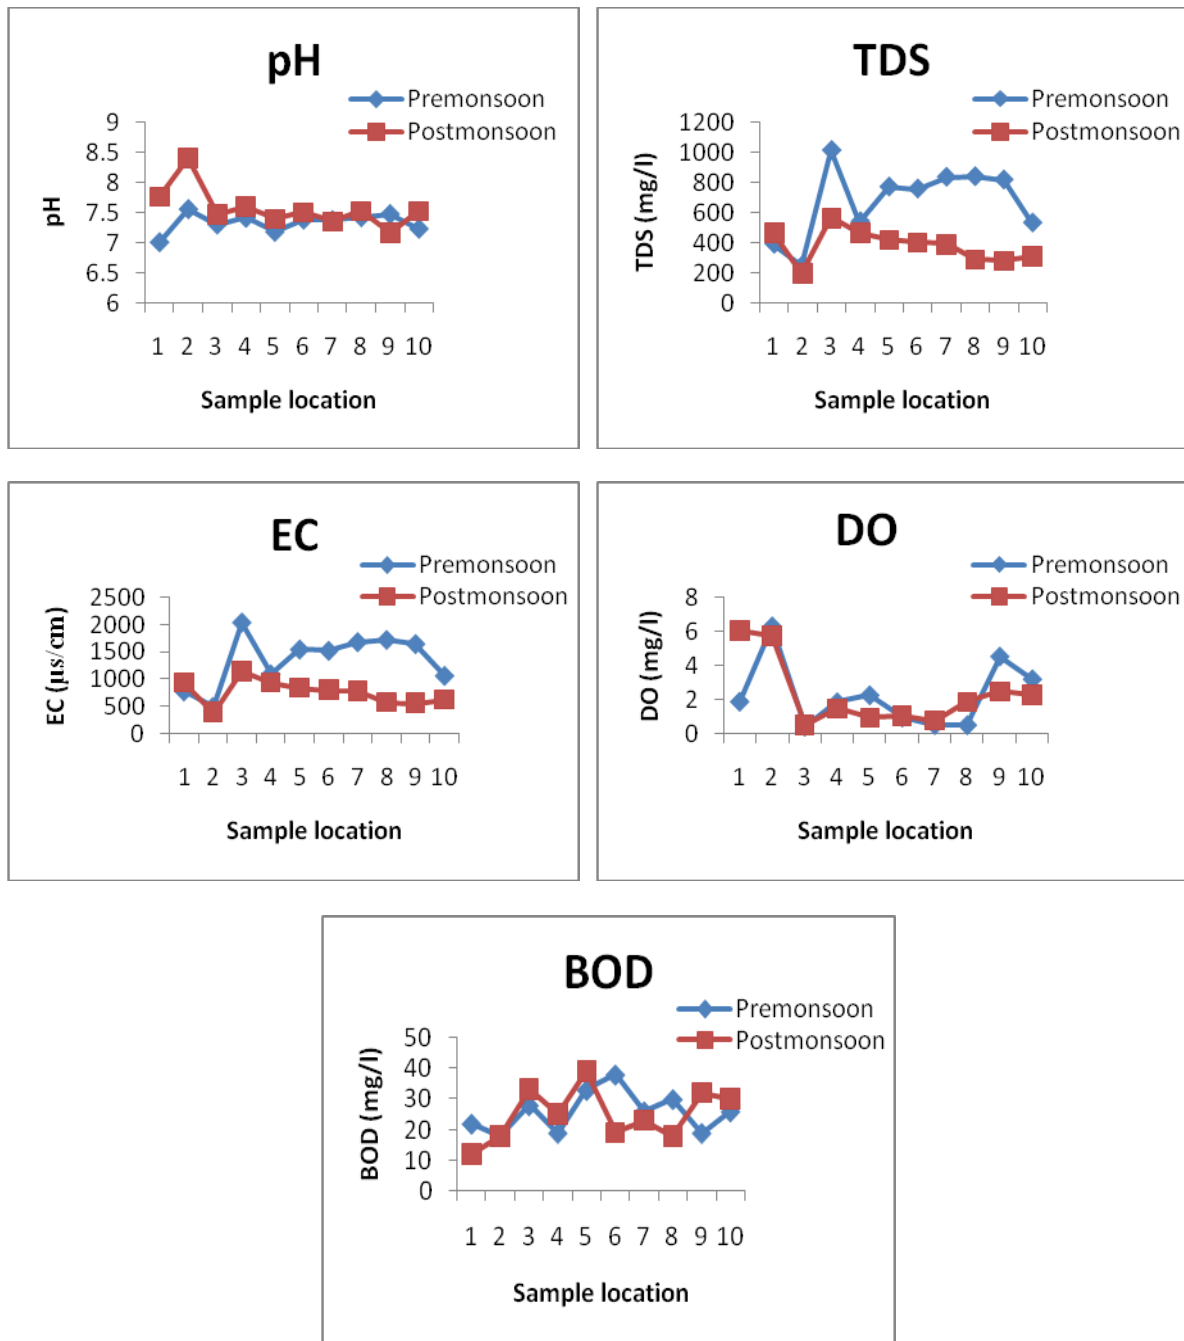 pH
Premonsoon
Postmonsoon
9
8.5
8
7.5
7
6.5
6
pH
1 2 3 4 5 6 7 8 9 10
Sample location
TDS
Premonsoon
Postmonsoon
1200
1000
800
600
400
200
0
TDS (mg/l)
1 2 3 4 5 6 7 8 9 10
Sample location
EC
Premonsoon
Postmonsoon
2500
2000
1500
1000
500
0
EC (µs/cm)
1 2 3 4 5 6 7 8 9 10
Sample location
DO
Premonsoon
Postmonsoon
8
6
4
2
0
DO (mg/l)
1 2 3 4 5 6 7 8 9 10
Sample location
BOD
Premonsoon
Postmonsoon
50
40
30
20
10
0
BOD (mg/l)
1 2 3 4 5 6 7 8 9 10
Sample location